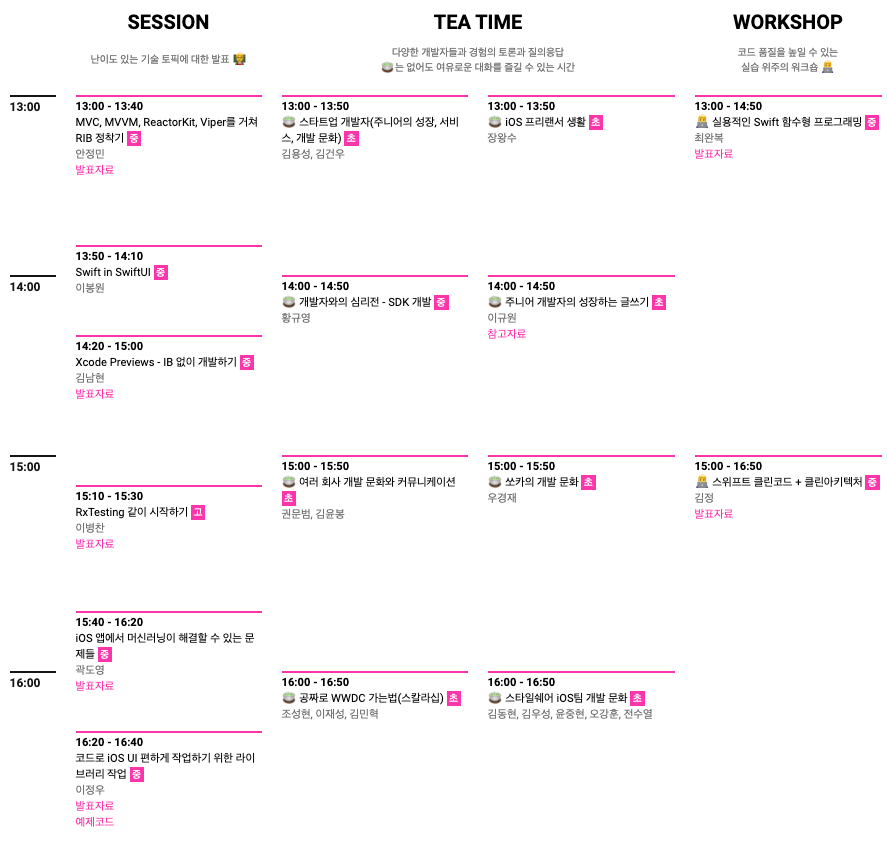 SESSION
난이도 있는 기술 토픽에 대한 발표 👩‍🏫
TEA TIME
다양한 개발자들과 경험의 토론과 질의응답
🍵는 없어도 여유로운 대화를 즐길 수 있는 시간
WORKSHOP
코드 품질을 높일 수 있는
실습 위주의 워크숍 👩‍💻
13:00
13:00 - 13:40
MVC, MVVM, ReactorKit, Viper를 거쳐
RIB 정착기 중
안정민
발표자료
13:00 - 13:50
🍵 스타트업 개발자(주니어의 성장, 서비
스, 개발 문화) 초
김용성, 김건우
13:00 - 13:50
🍵 iOS 프리랜서 생활 초
장왕수
13:00 - 14:50
👩‍💻 실용적인 Swift 함수형 프로그래밍 중
최완복
발표자료
13:50 - 14:10
Swift in SwiftUI 중
이봉원
14:00
14:00 - 14:50
🍵 개발자와의 심리전 - SDK 개발 중
황규영
14:00 - 14:50
🍵 주니어 개발자의 성장하는 글쓰기 초
이규원
참고자료
14:20 - 15:00
Xcode Previews - IB 없이 개발하기 중
김남현
발표자료
15:00
15:00 - 15:50
🍵 여러 회사 개발 문화와 커뮤니케이션
초
권문범, 김윤봉
15:00 - 15:50
🍵 쏘카의 개발 문화 초
우경재
15:00 - 16:50
👩‍💻 스위프트 클린코드 + 클린아키텍처 중
김정
발표자료
15:10 - 15:30
RxTesting 같이 시작하기 고
이병찬
발표자료
15:40 - 16:20
iOS 앱에서 머신러닝이 해결할 수 있는 문
제들 중
곽도영
발표자료
16:00
16:00 - 16:50
🍵 공짜로 WWDC 가는법(스칼라십) 초
조성현, 이재성, 김민혁
16:00 - 16:50
🍵 스타일쉐어 iOS팀 개발 문화 초
김동현, 김우성, 윤중현, 오강훈, 전수열
16:20 - 16:40
코드로 iOS UI 편하게 작업하기 위한 라이
브러리 작업 중
이정우
발표자료
예제코드